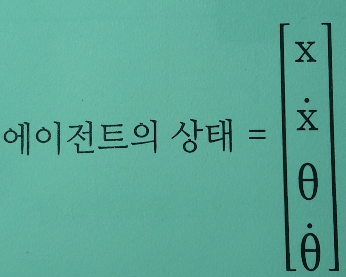 에이전트의 상태 = [x
ẋ
θ
θ̇]